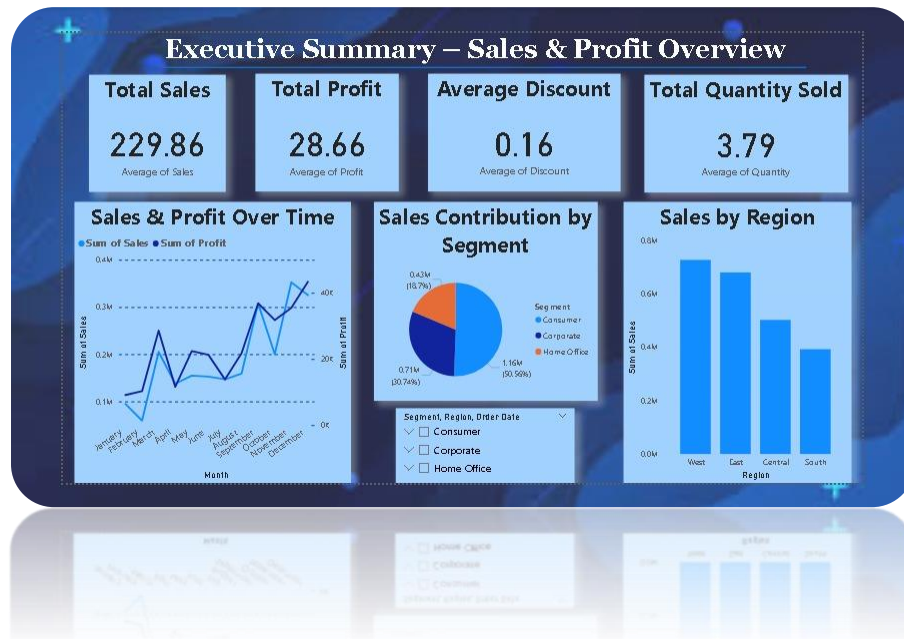 Executive Summary – Sales & Profit Overview
Total Sales
229.86
Average of Sales
Total Profit
28.66
Average of Profit
Average Discount
0.16
Average of Discount
Total Quantity Sold
3.79
Average of Quantity
Sales & Profit Over Time
Sum of Sales Sum of Profit
0.4M
0.3M
0.2M
0.1M
40K
20K
0K
Sum of Sales
Sum of Profit
January
February
March
April
May
June
July
August
September
October
November
December
Month
Sales Contribution by
Segment
0.43M
(18.7%)
0.71M
(30.74%)
1.16M
(50.56%)
Segment
Consumer
Corporate
Home Office
Segment, Region, Order Date
Consumer
Corporate
Home Office
Sales by Region
0.8M
0.6M
0.4M
0.2M
0.0M
Sum of Sales
West
East
Central
South
Region